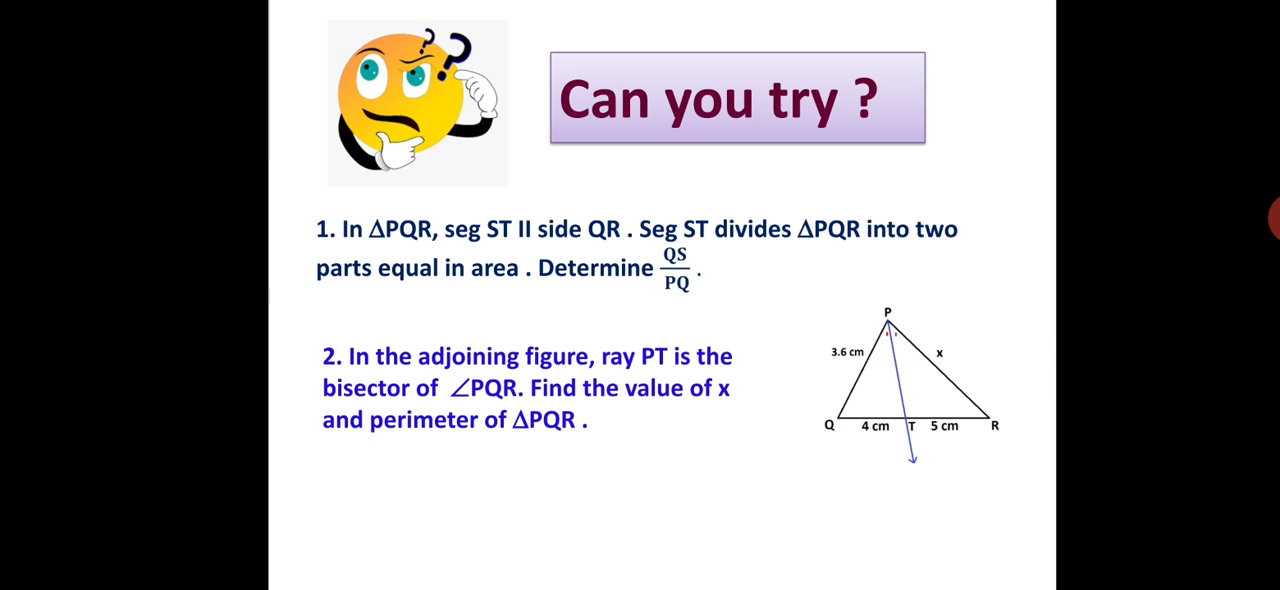 ? ?
Can you try ?
1. In ΔPQR, seg ST II side QR . Seg ST divides ΔPQR into two
parts equal in area . Determine QS/PQ .
2. In the adjoining figure, ray PT is the
bisector of ∠PQR. Find the value of x
and perimeter of ΔPQR .
P
3.6 cm
x
Q 4 cm T 5 cm R